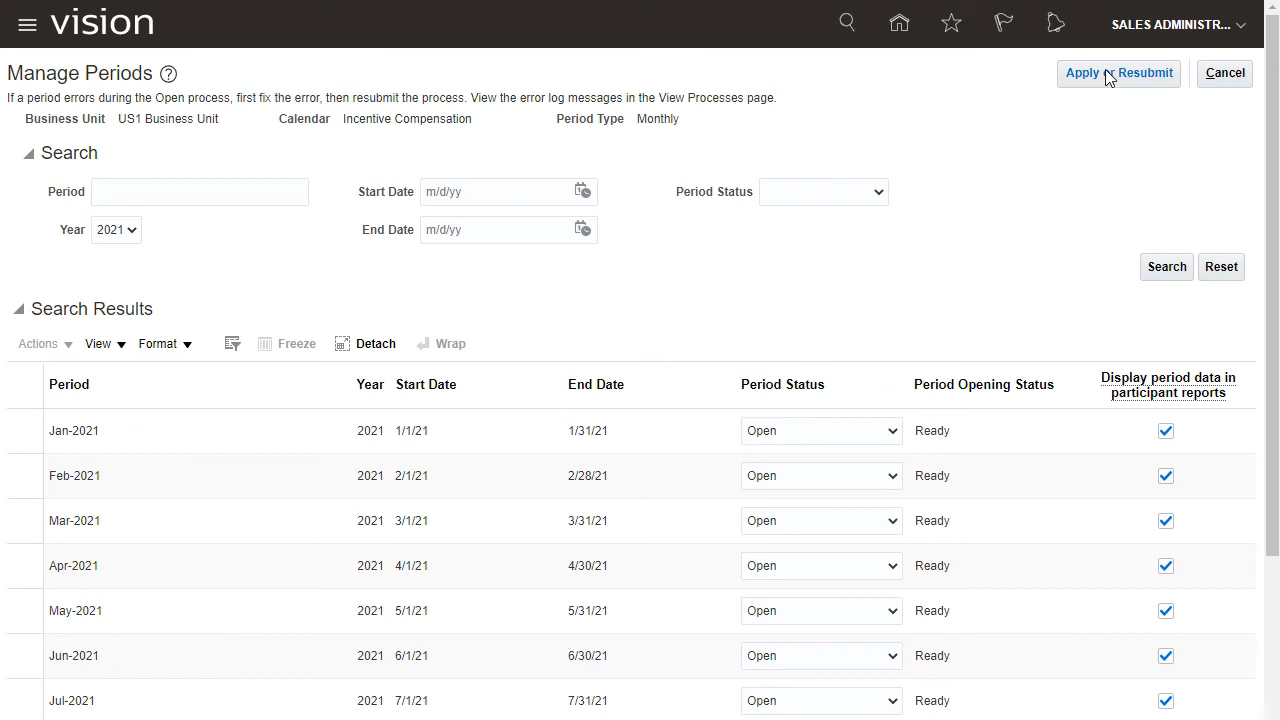 vision SALES ADMINISTR...
Manage Periods ? Apply or Resubmit Cancel
If a period errors during the Open process, first fix the error, then resubmit the process. View the error log messages in the View Processes page.
Business Unit US1 Business Unit Calendar Incentive Compensation Period Type Monthly
Search
Period Start Date m/d/yy Period Status
Year 2021 End Date m/d/yy
Search Reset
Search Results
Actions View Format Freeze Detach Wrap
Period Year Start Date End Date Period Status Period Opening Status Display period data in participant reports
Jan-2021 2021 1/1/21 1/31/21 Open Ready
Feb-2021 2021 2/1/21 2/28/21 Open Ready
Mar-2021 2021 3/1/21 3/31/21 Open Ready
Apr-2021 2021 4/1/21 4/30/21 Open Ready
May-2021 2021 5/1/21 5/31/21 Open Ready
Jun-2021 2021 6/1/21 6/30/21 Open Ready
Jul-2021 2021 7/1/21 7/31/21 Open Ready